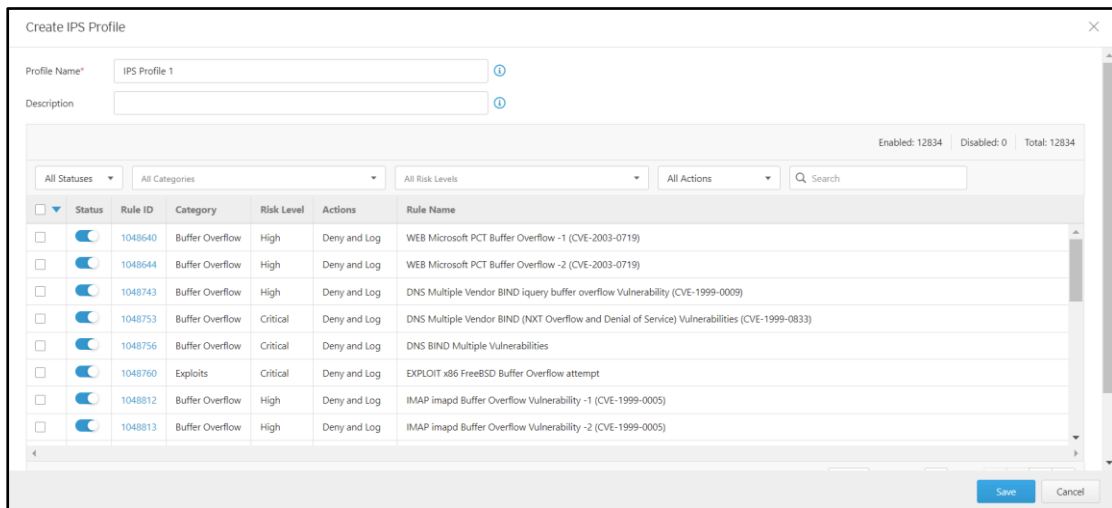 Create IPS Profile
Profile Name* IPS Profile 1
Description
Enabled: 12834 Disabled: 0 Total: 12834
All Statuses All Categories All Risk Levels All Actions Search
Status Rule ID Category Risk Level Actions Rule Name
1048640 Buffer Overflow High Deny and Log WEB Microsoft PCT Buffer Overflow -1 (CVE-2003-0719)
1048644 Buffer Overflow High Deny and Log WEB Microsoft PCT Buffer Overflow -2 (CVE-2003-0719)
1048743 Buffer Overflow High Deny and Log DNS Multiple Vendor BIND iquery buffer overflow Vulnerability (CVE-1999-0009)
1048753 Buffer Overflow Critical Deny and Log DNS Multiple Vendor BIND (NXT Overflow and Denial of Service) Vulnerabilities (CVE-1999-0833)
1048756 Buffer Overflow Critical Deny and Log DNS BIND Multiple Vulnerabilities
1048760 Exploits Critical Deny and Log EXPLOIT x86 FreeBSD Buffer Overflow attempt
1048812 Buffer Overflow High Deny and Log IMAP imapd Buffer Overflow Vulnerability -1 (CVE-1999-0005)
1048813 Buffer Overflow High Deny and Log IMAP imapd Buffer Overflow Vulnerability -2 (CVE-1999-0005)
Save Cancel